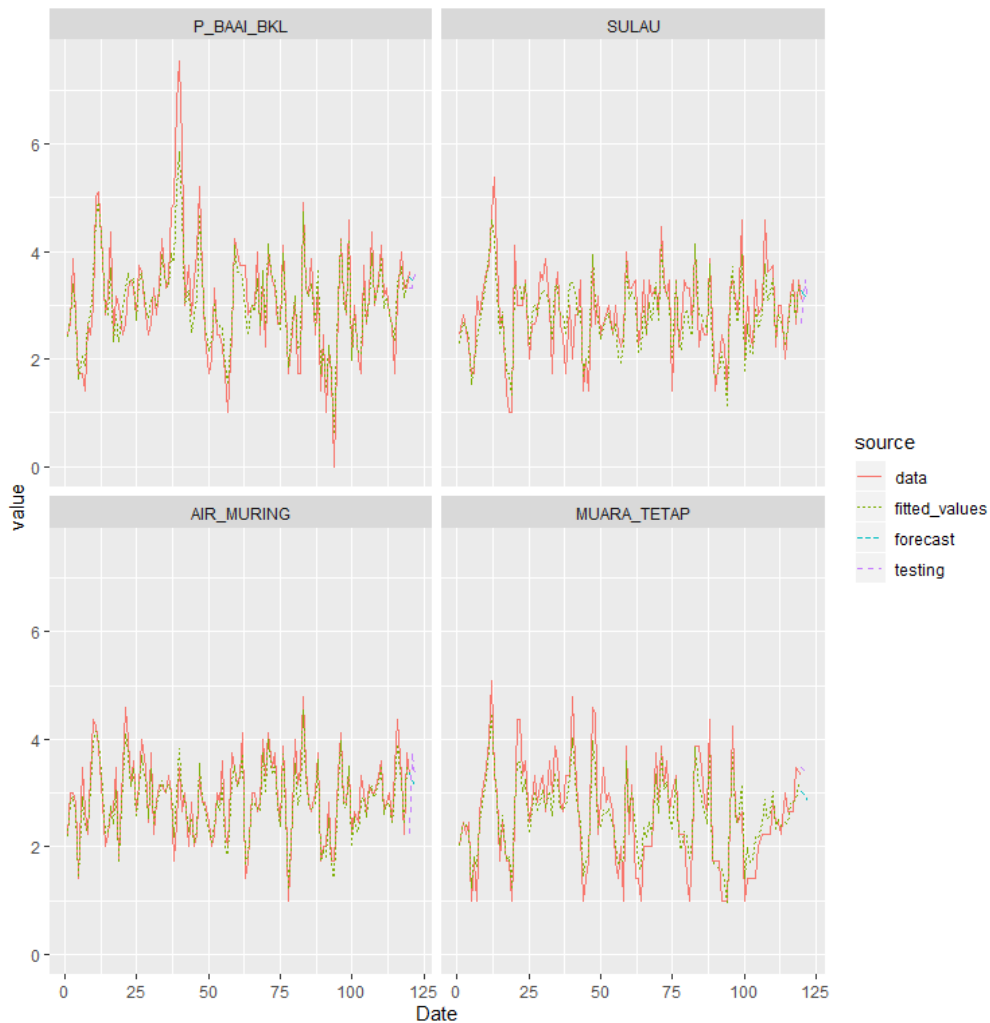 P_BAAI_BKL
SULAU
6
4
2
0
AIR_MURING
MUARA_TETAP
6
4
2
0
0
25
50
75
100
125
0
25
50
75
100
125
value
Date
source
data
fitted_values
forecast
testing